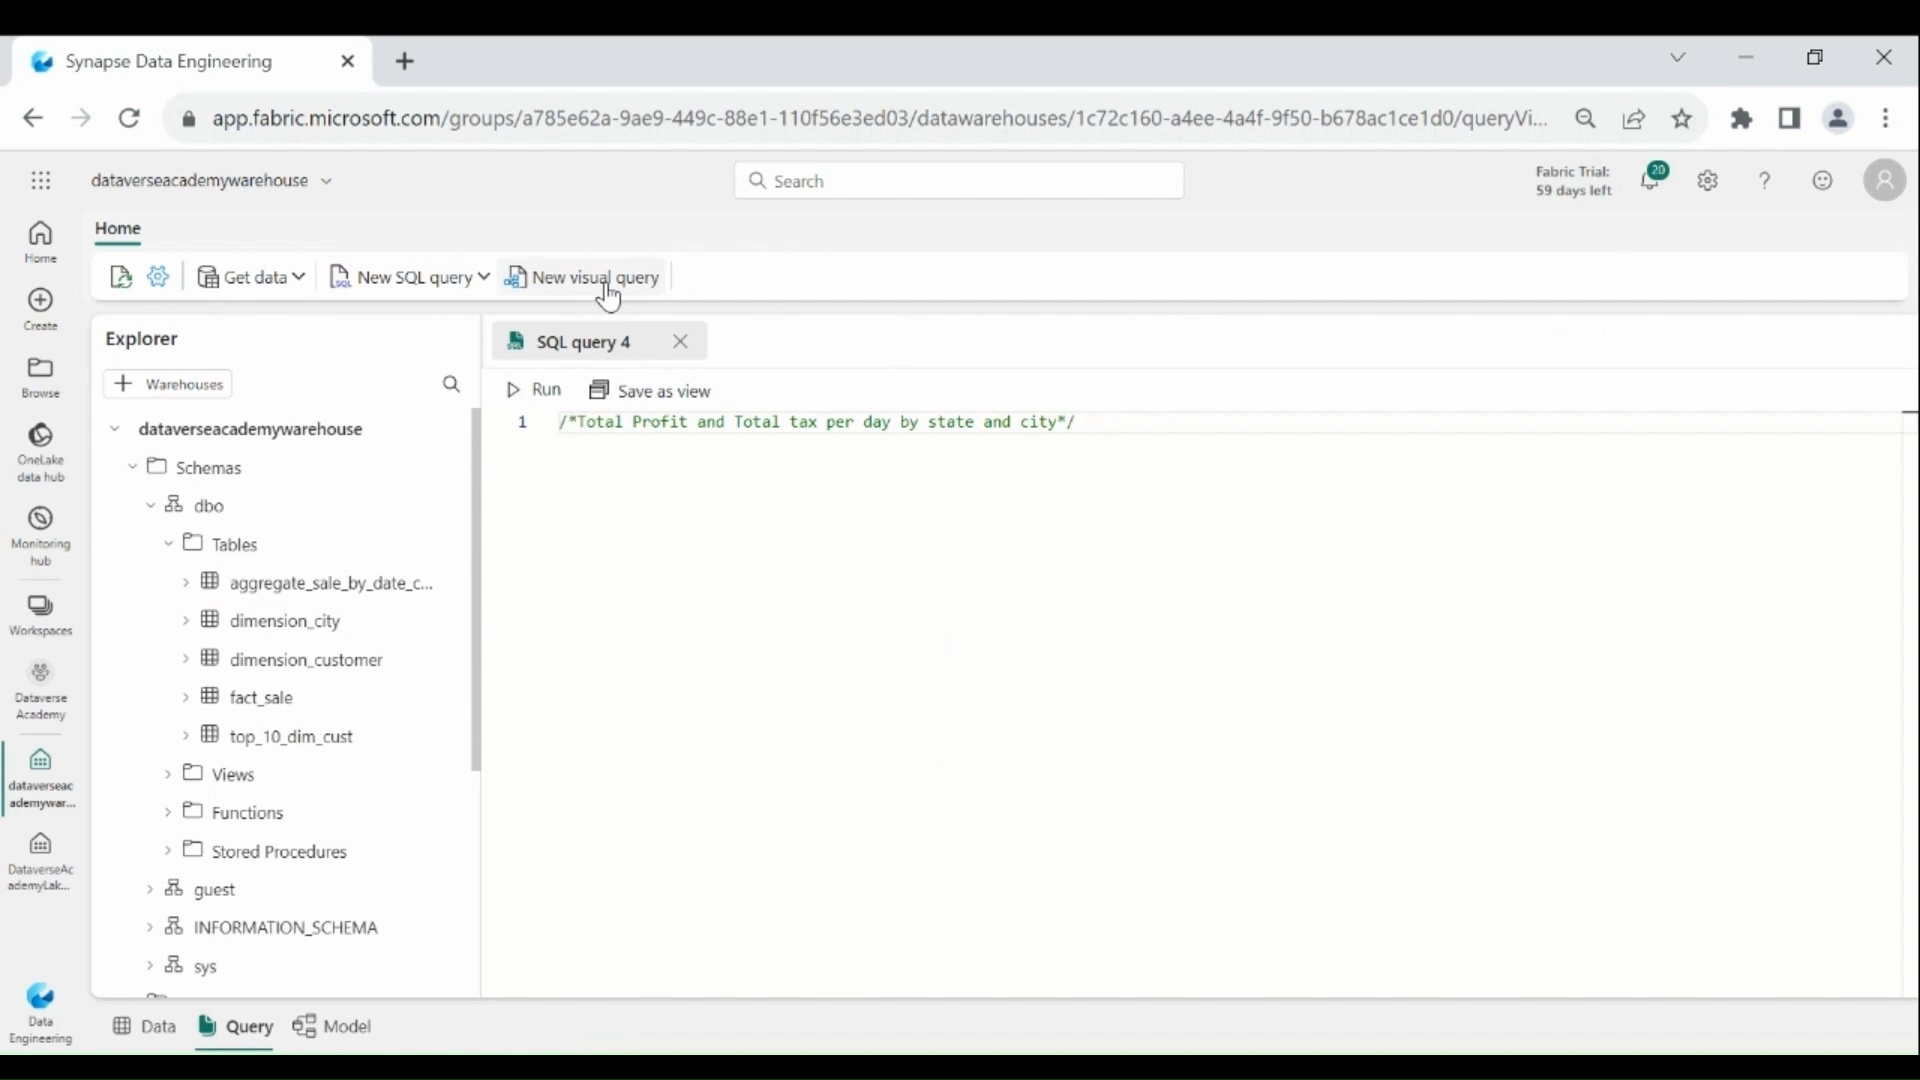 Synapse Data Engineering
app.fabric.microsoft.com/groups/a785e62a-9ae9-449c-88e1-110f56e3ed03/datawarehouses/1c72c160-a4ee-4a4f-9f50-b678ac1ce1d0/queryVi...
dataverseacademywarehouse
Search
Fabric Trial:
59 days left
20
Home
Get data
New SQL query
New visual query
Home
Create
Browse
OneLake
data hub
Monitoring
hub
Workspaces
Dataverse
Academy
dataverseac
ademywar...
DataverseAc
ademyLak...
Data
Engineering
Explorer
Warehouses
dataverseacademywarehouse
Schemas
dbo
Tables
aggregate_sale_by_date_c...
dimension_city
dimension_customer
fact_sale
top_10_dim_cust
Views
Functions
Stored Procedures
guest
INFORMATION_SCHEMA
sys
SQL query 4
Run
Save as view
1 /*Total Profit and Total tax per day by state and city*/
Data
Query
Model